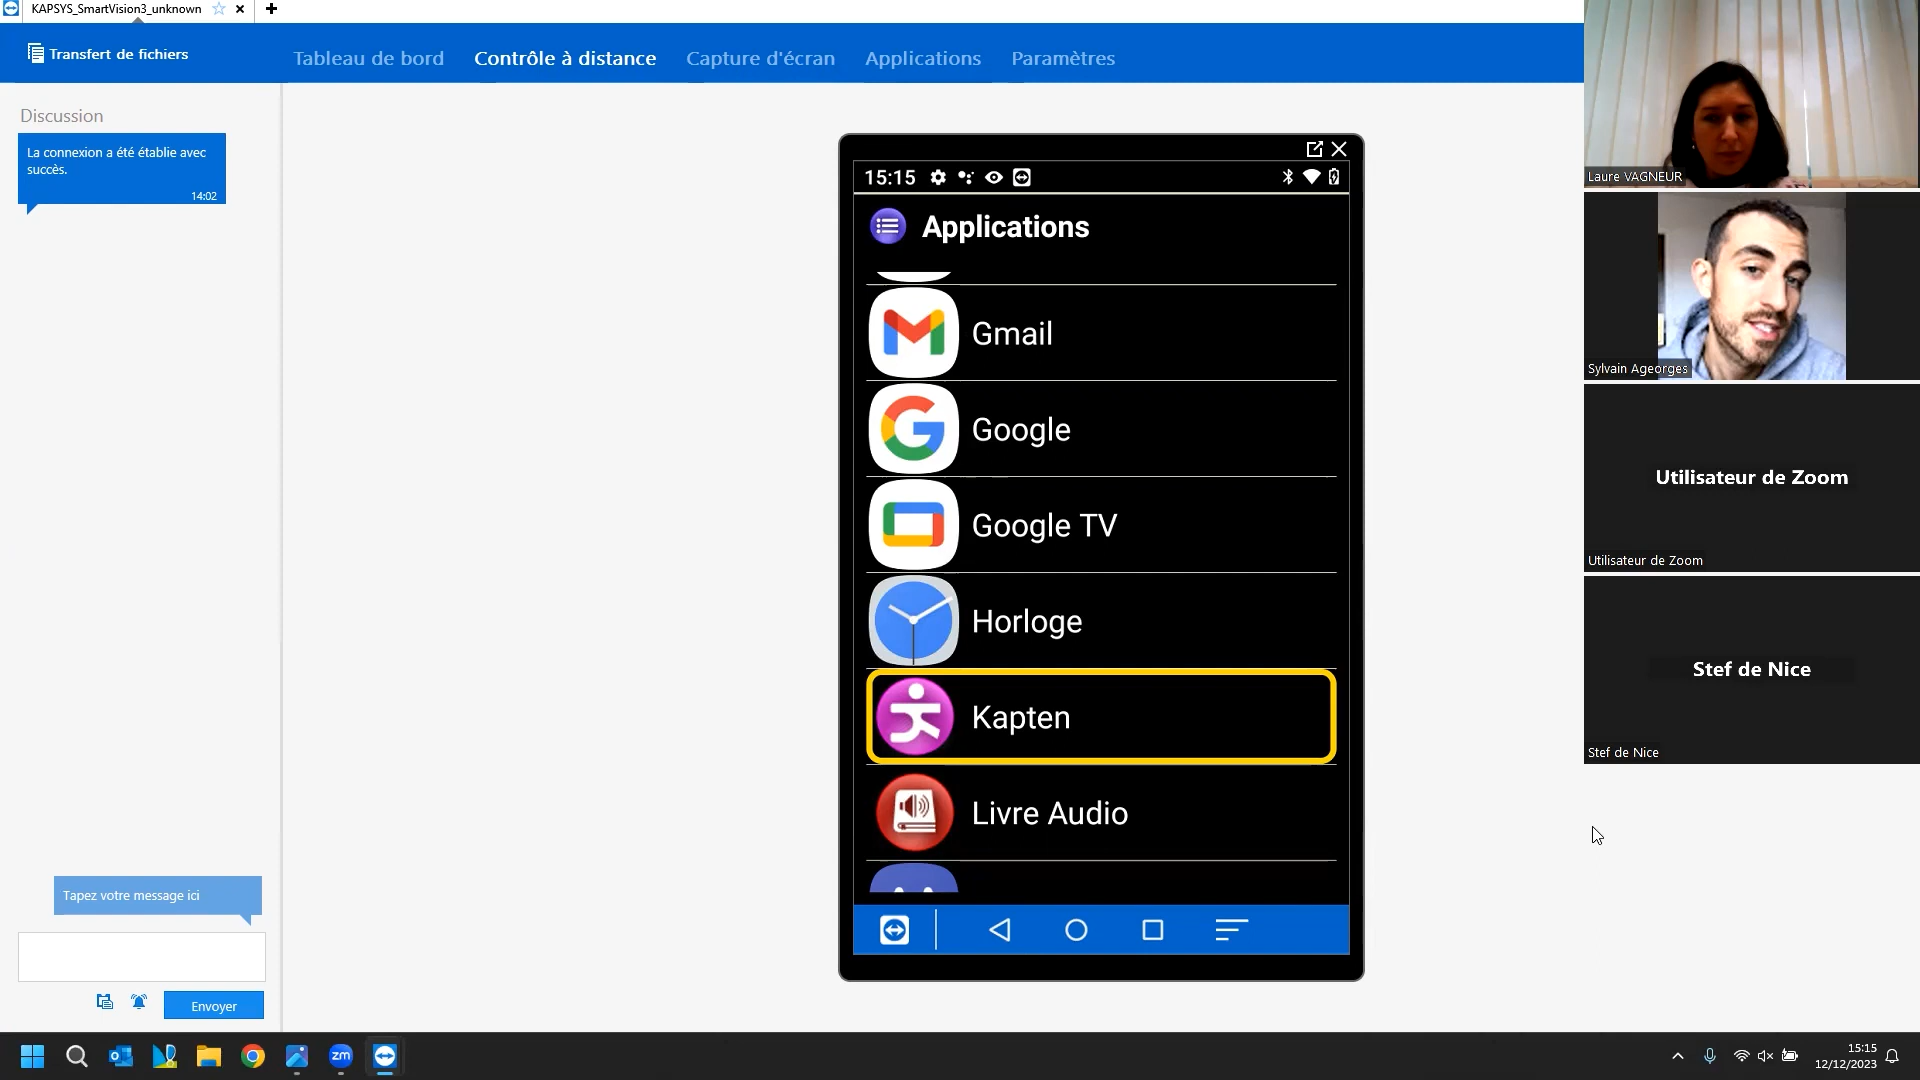 KAPSYS_SmartVision3_unknown
Transfert de fichiers
Tableau de bord
Contrôle à distance
Capture d'écran
Applications
Paramètres
Discussion
La connexion a été établie avec
succès.
14:02
15:15
Applications
Gmail
Google
Google TV
Horloge
Kapten
Livre Audio
Tapez votre message ici
Envoyer
Laure VAGNEUR
Sylvain Ageorges
Utilisateur de Zoom
Utilisateur de Zoom
Stef de Nice
Stef de Nice
zm
15:15
12/12/2023